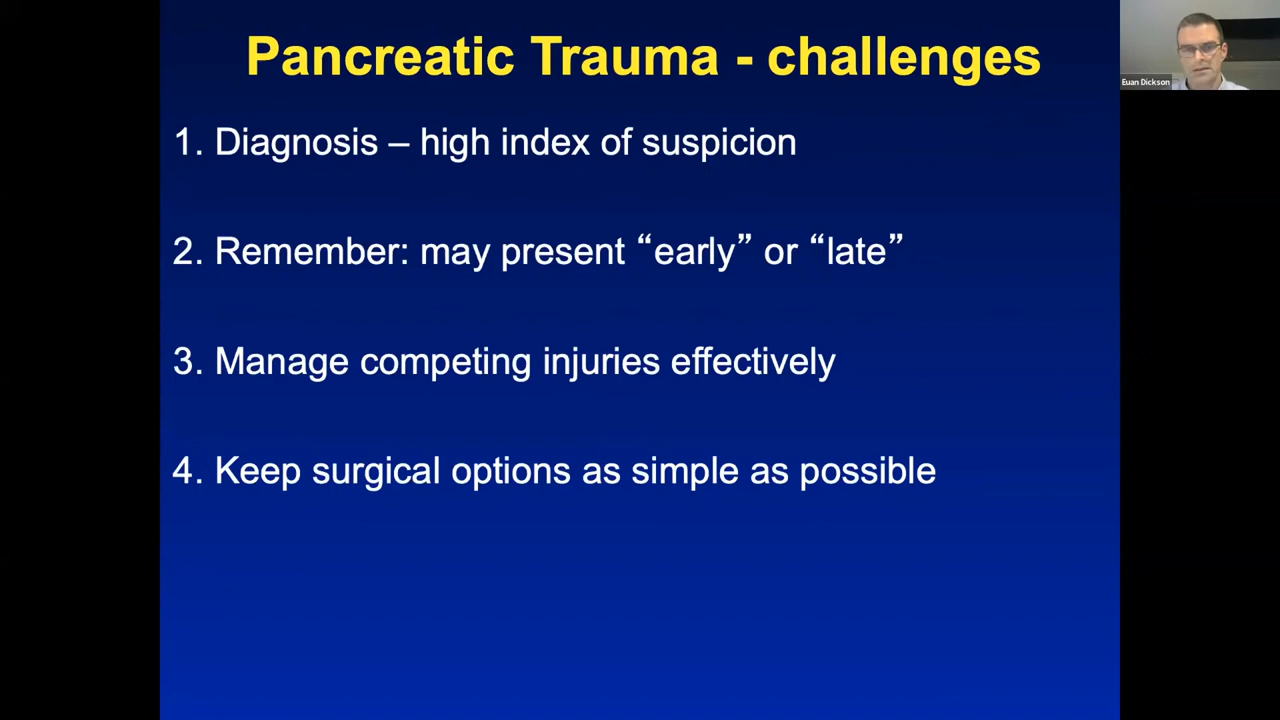 Pancreatic Trauma - challenges
Euan Dickson
1. Diagnosis – high index of suspicion
2. Remember: may present “early” or “late”
3. Manage competing injuries effectively
4. Keep surgical options as simple as possible